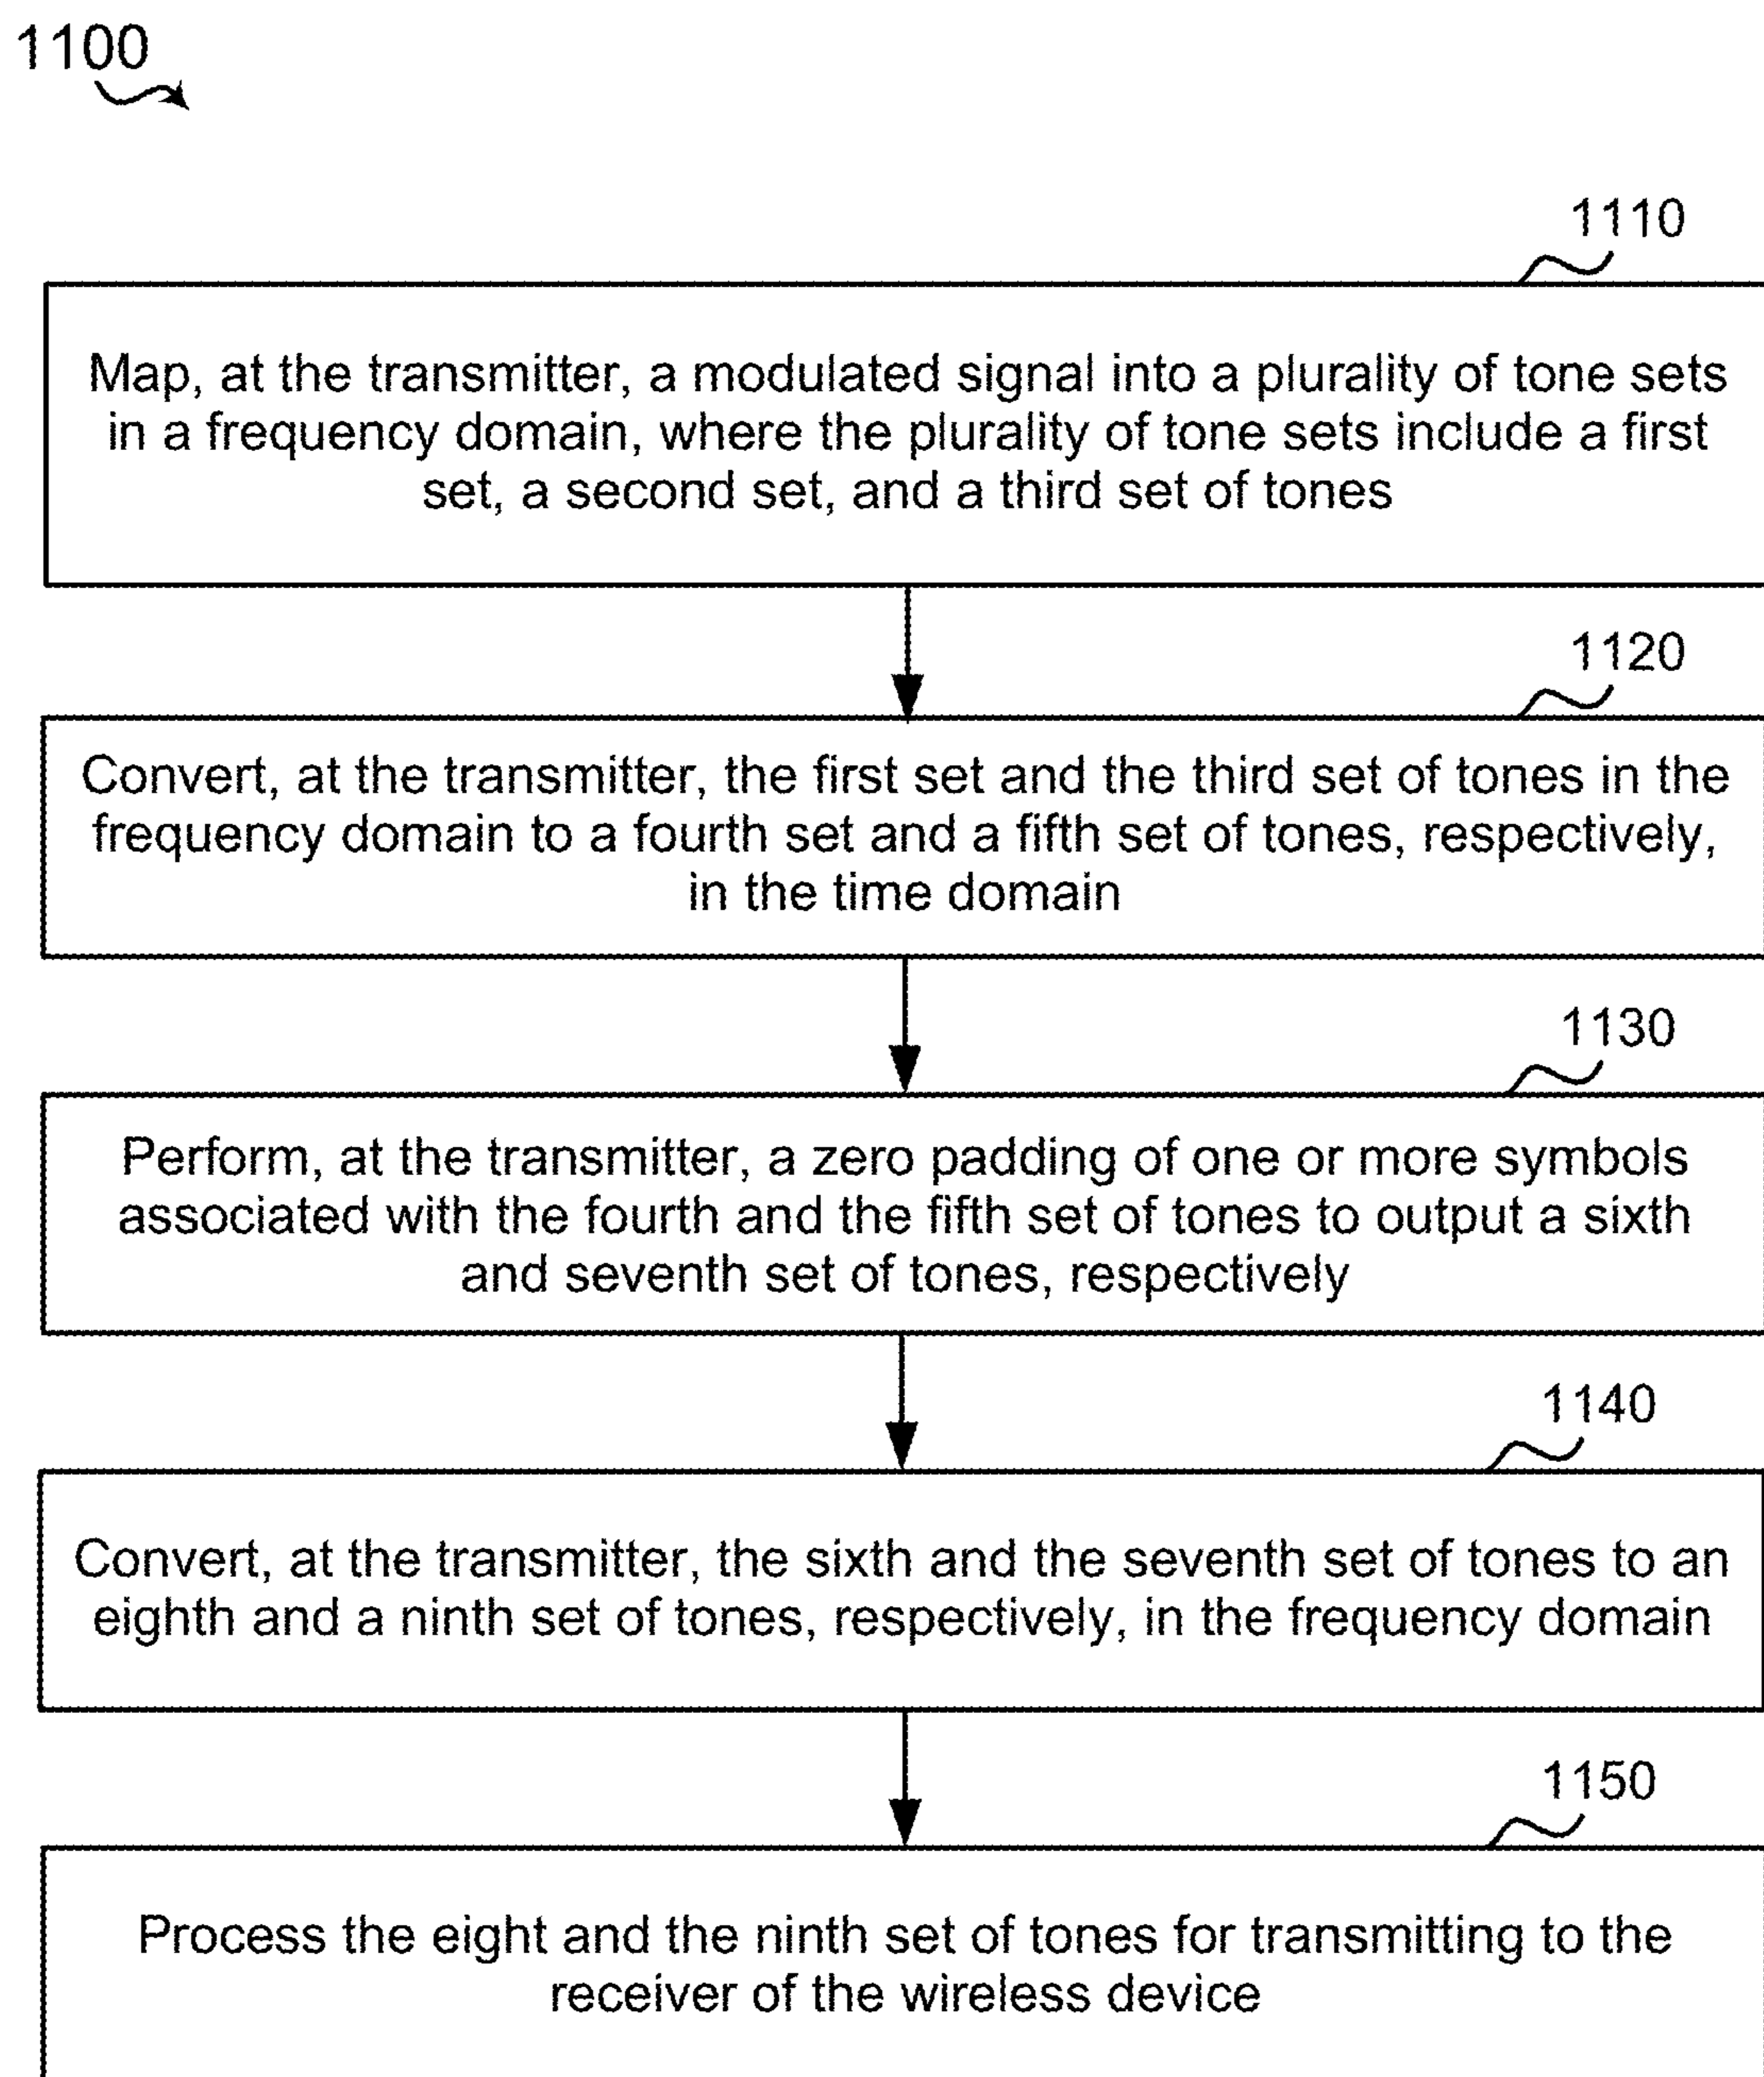 1100
1110
Map, at the transmitter, a modulated signal into a plurality of tone sets
in a frequency domain, where the plurality of tone sets include a first
set, a second set, and a third set of tones
1120
Convert, at the transmitter, the first set and the third set of tones in the
frequency domain to a fourth set and a fifth set of tones, respectively,
in the time domain
1130
Perform, at the transmitter, a zero padding of one or more symbols
associated with the fourth and the fifth set of tones to output a sixth
and seventh set of tones, respectively
1140
Convert, at the transmitter, the sixth and the seventh set of tones to an
eighth and a ninth set of tones, respectively, in the frequency domain
1150
Process the eight and the ninth set of tones for transmitting to the
receiver of the wireless device